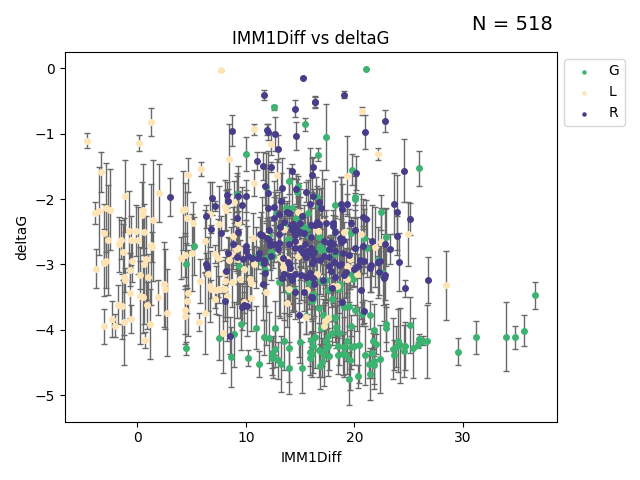 N = 518
IMM1Diff vs deltaG
G
L
R
0
−1
−2
−3
−4
−5
deltaG
0 10 20 30
IMM1Diff